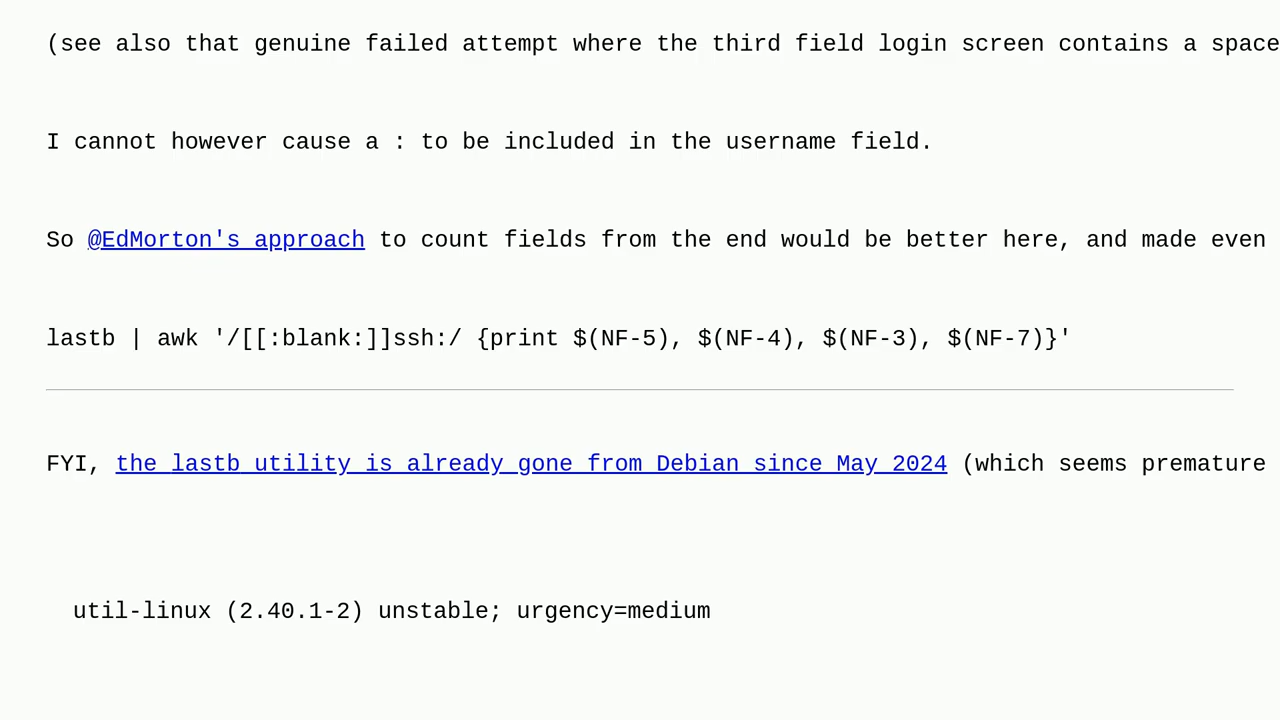 (see also that genuine failed attempt where the third field login screen contains a space
I cannot however cause a : to be included in the username field.
So @EdMorton's approach to count fields from the end would be better here, and made even
lastb | awk '/[[:blank:]]ssh:/ {print $(NF-5), $(NF-4), $(NF-3), $(NF-7)}'
FYI, the lastb utility is already gone from Debian since May 2024 (which seems premature
util-linux (2.40.1-2) unstable; urgency=medium